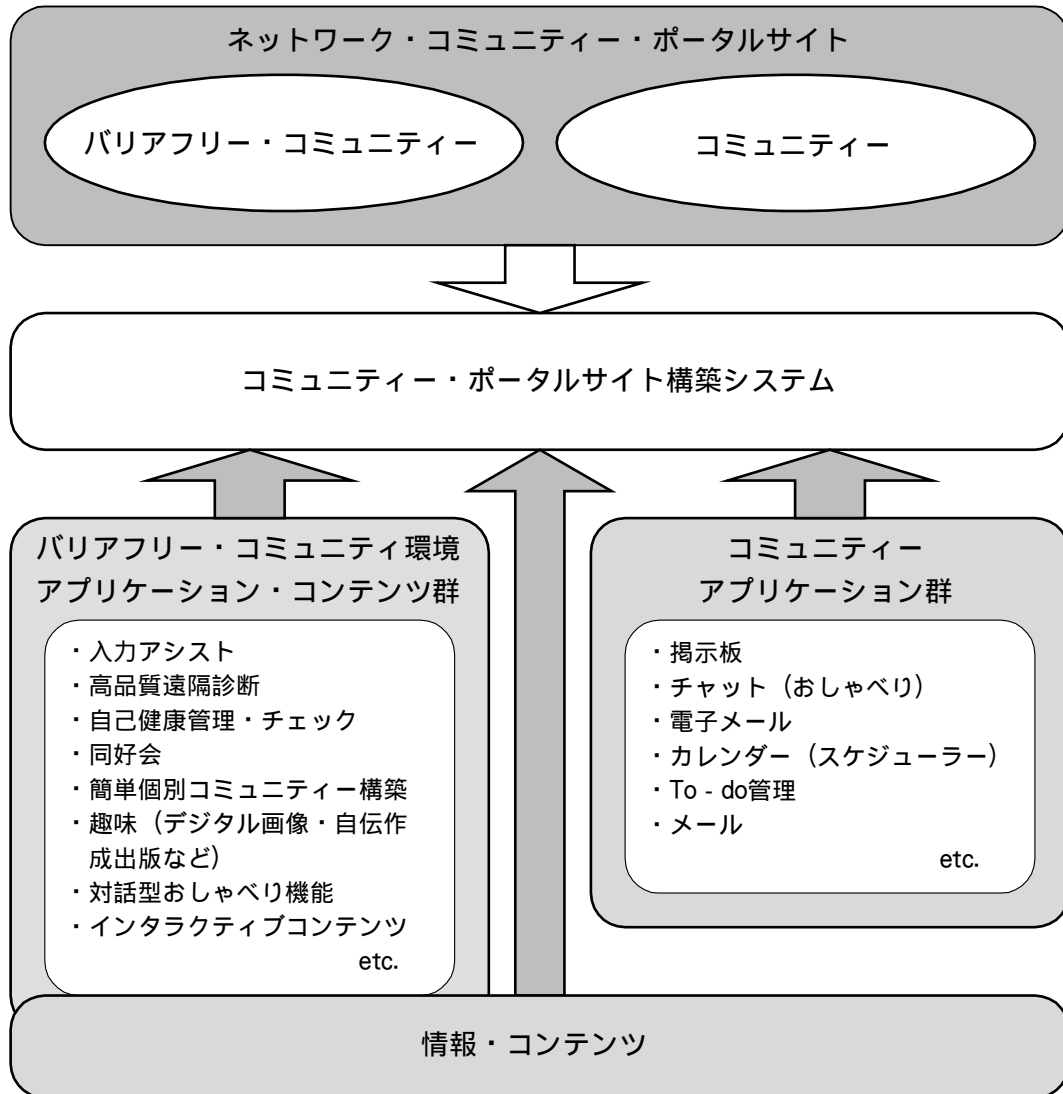 ネットワーク・コミュニティー・ポータルサイト
バリアフリー・コミュニティー
コミュニティー
コミュニティー・ポータルサイト構築システム
バリアフリー・コミュニティ環境
アプリケーション・コンテンツ群
・入力アシスト
・高品質遠隔診断
・自己健康管理・チェック
・同好会
・簡単個別コミュニティー構築
・趣味（デジタル画像・自伝作
成出版など）
・対話型おしゃべり機能
・インタラクティブコンテンツ
etc.
コミュニティー
アプリケーション群
・掲示板
・チャット（おしゃべり）
・電子メール
・カレンダー（スケジューラー）
・To‐do管理
・メール
etc.
情報・コンテンツ